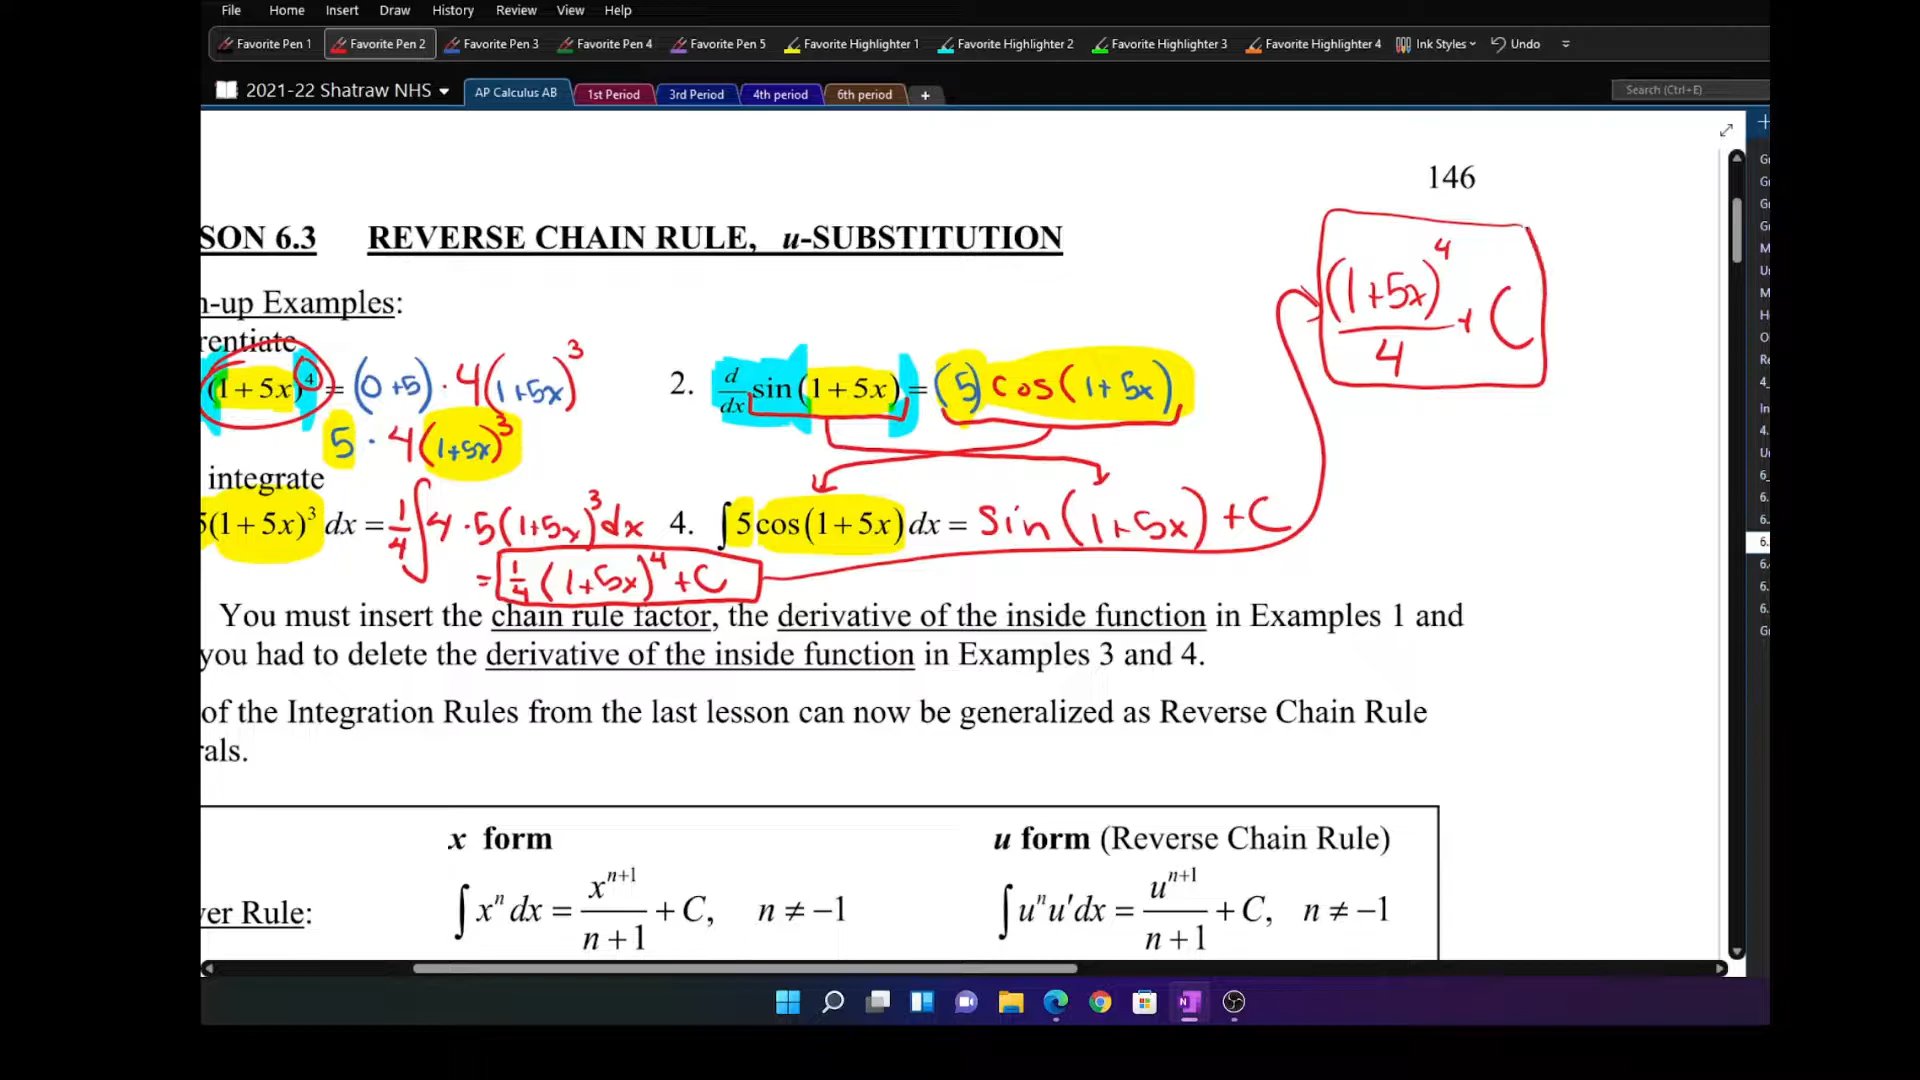 File Home Insert Draw History Review View Help
Favorite Pen 1 Favorite Pen 2 Favorite Pen 3 Favorite Pen 4 Favorite Pen 5 Favorite Highlighter 1 Favorite Highlighter 2 Favorite Highlighter 3 Favorite Highlighter 4 Ink Styles Undo
2021-22 Shatraw NHS AP Calculus AB 1st Period 3rd Period 4th period 6th period + Search (Ctrl+E)
146
SON 6.3 REVERSE CHAIN RULE, u-SUBSTITUTION
(1+5x)^4/4 + C
n-up Examples:
rentiate
(1+5x)^4 = (0+5) · 4(1+5x)^3
5 · 4(1+5x)^3
2. d/dx sin(1+5x) = (5) cos(1+5x)
integrate
5(1+5x)^3 dx = 1/4 ∫ 4 · 5(1+5x)^3 dx
= 1/4 (1+5x)^4 + C
4. ∫ 5 cos(1+5x) dx = sin(1+5x) + C
You must insert the chain rule factor, the derivative of the inside function in Examples 1 and
you had to delete the derivative of the inside function in Examples 3 and 4.
of the Integration Rules from the last lesson can now be generalized as Reverse Chain Rule
rals.
x form u form (Reverse Chain Rule)
ver Rule: ∫ x^n dx = x^(n+1)/(n+1) + C, n ≠ −1 ∫ u^n u′dx = u^(n+1)/(n+1) + C, n ≠ −1